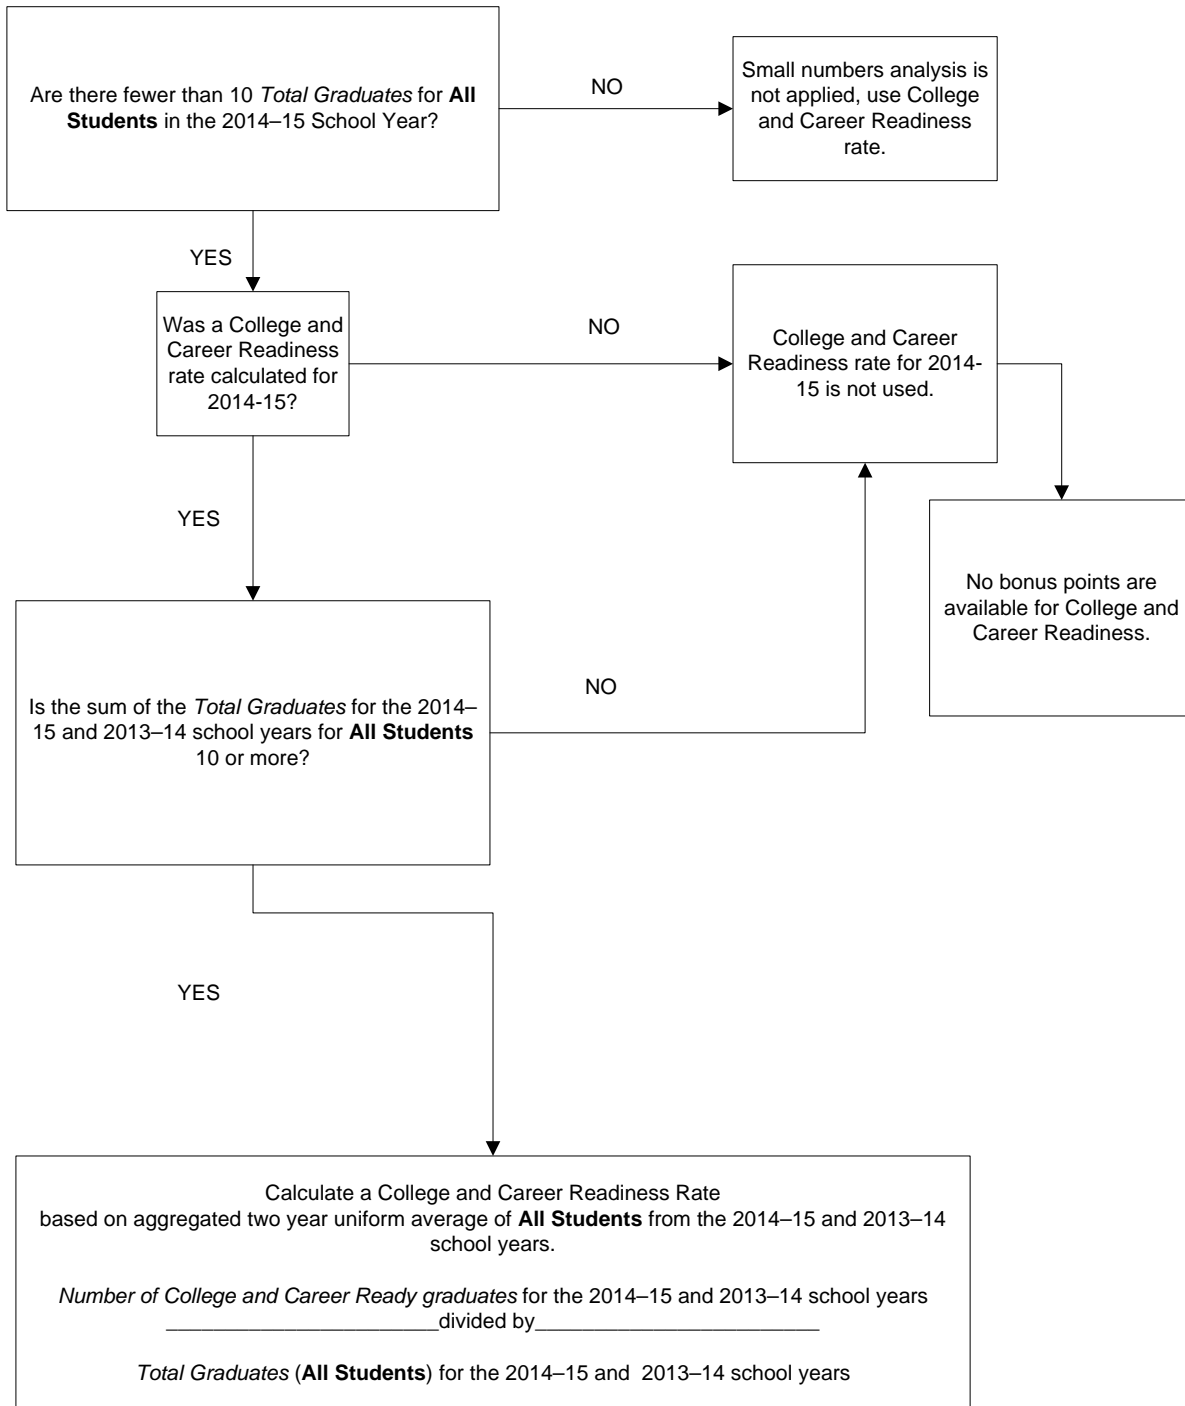 Are there fewer than 10 Total Graduates for All
Students in the 2014–15 School Year?
NO
Small numbers analysis is
not applied, use College
and Career Readiness
rate.
YES
Was a College and
Career Readiness
rate calculated for
2014-15?
NO
College and Career
Readiness rate for 2014-
15 is not used.
YES
No bonus points are
available for College and
Career Readiness.
Is the sum of the Total Graduates for the 2014–
15 and 2013–14 school years for All Students
10 or more?
NO
YES
Calculate a College and Career Readiness Rate
based on aggregated two year uniform average of All Students from the 2014–15 and 2013–14
school years.
Number of College and Career Ready graduates for the 2014–15 and 2013–14 school years
_______________________divided by________________________
Total Graduates (All Students) for the 2014–15 and  2013–14 school years